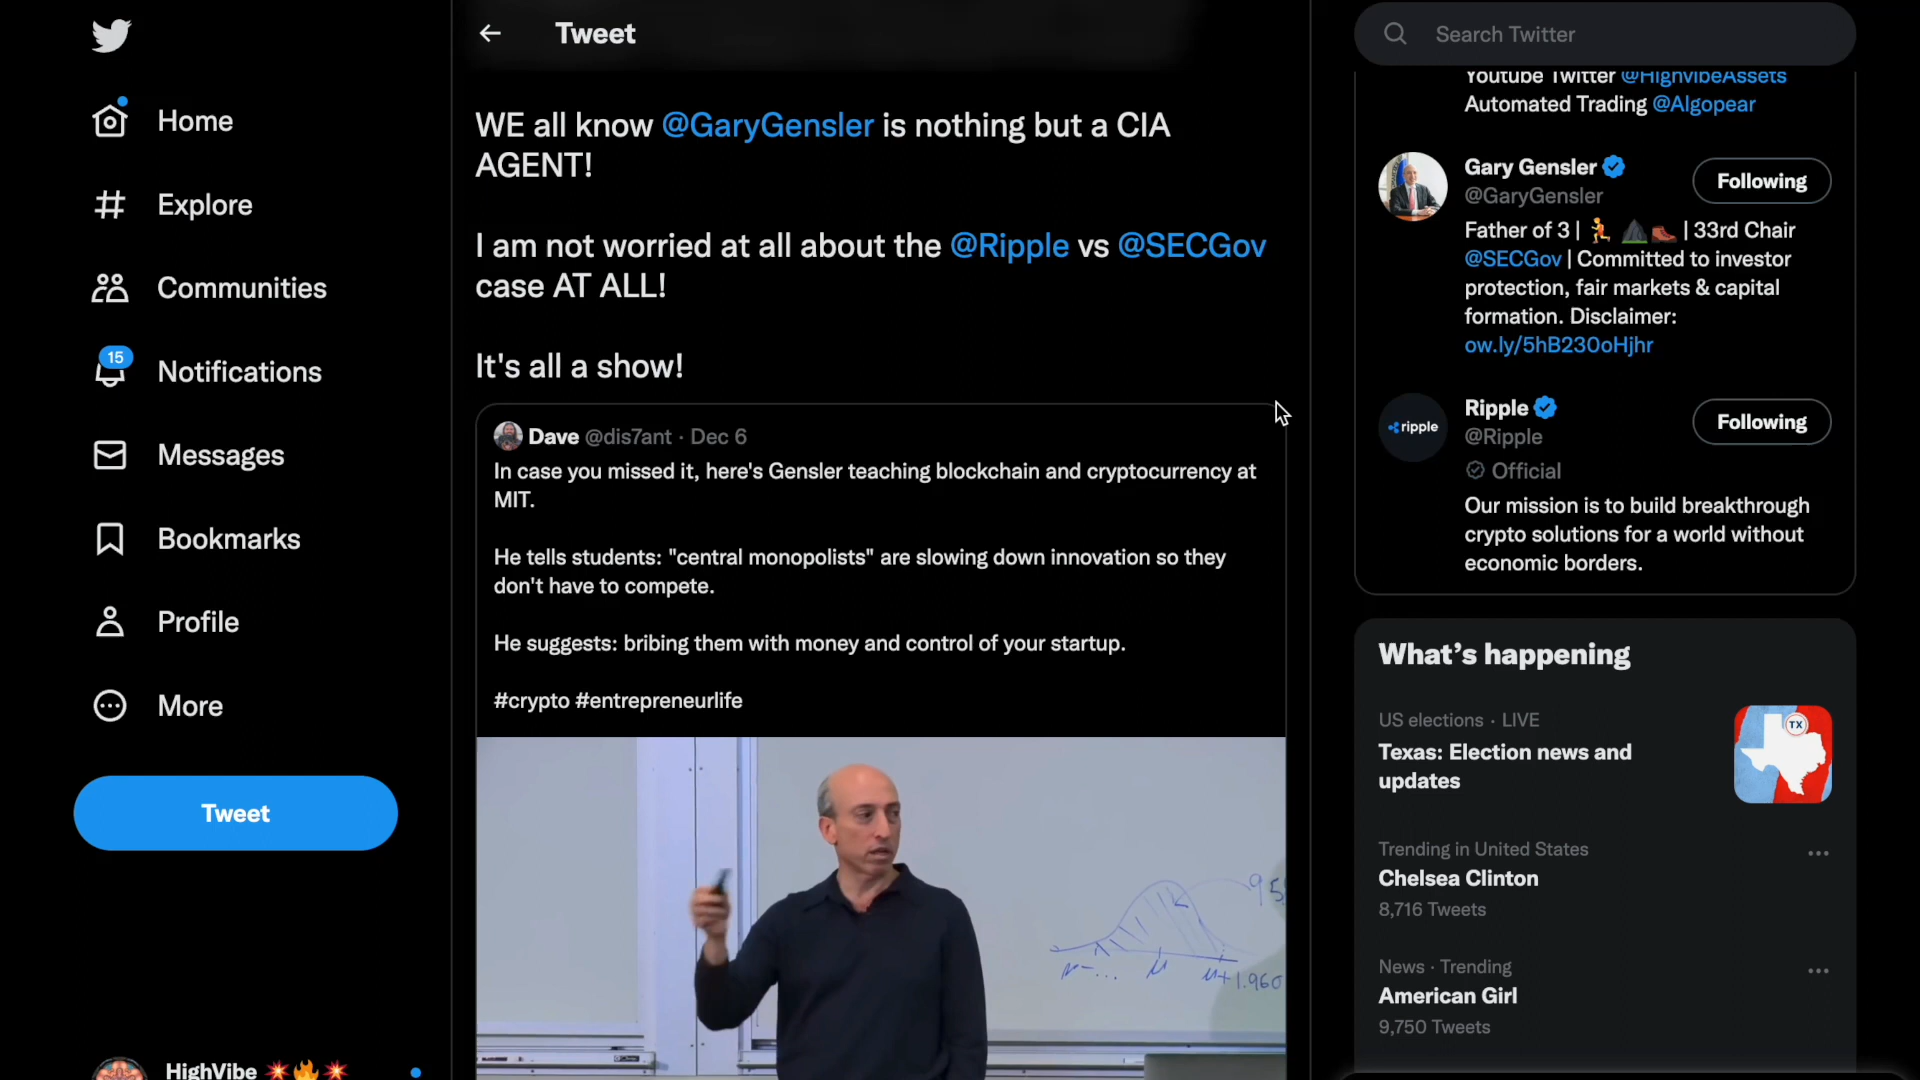 Home
Explore
Communities
15
Notifications
Messages
Bookmarks
Profile
More
Tweet
HighVibe
Tweet
WE all know @GaryGensler is nothing but a CIA
AGENT!
I am not worried at all about the @Ripple vs @SECGov
case AT ALL!
It's all a show!
Dave @dis7ant · Dec 6
In case you missed it, here's Gensler teaching blockchain and cryptocurrency at
MIT.
He tells students: "central monopolists" are slowing down innovation so they
don't have to compete.
He suggests: bribing them with money and control of your startup.
#crypto #entrepreneurlife
μ
μ+1.96σ
Search Twitter
Youtube Twitter @HighvibeAssets
Automated Trading @Algopear
Gary Gensler
Following
@GaryGensler
Father of 3 | | 33rd Chair
@SECGov | Committed to investor
protection, fair markets & capital
formation. Disclaimer:
ow.ly/5hB230oHjhr
ripple
Ripple
Following
@Ripple
Official
Our mission is to build breakthrough
crypto solutions for a world without
economic borders.
What's happening
US elections · LIVE
Texas: Election news and
updates
TX
Trending in United States
Chelsea Clinton
8,716 Tweets
News · Trending
American Girl
9,750 Tweets